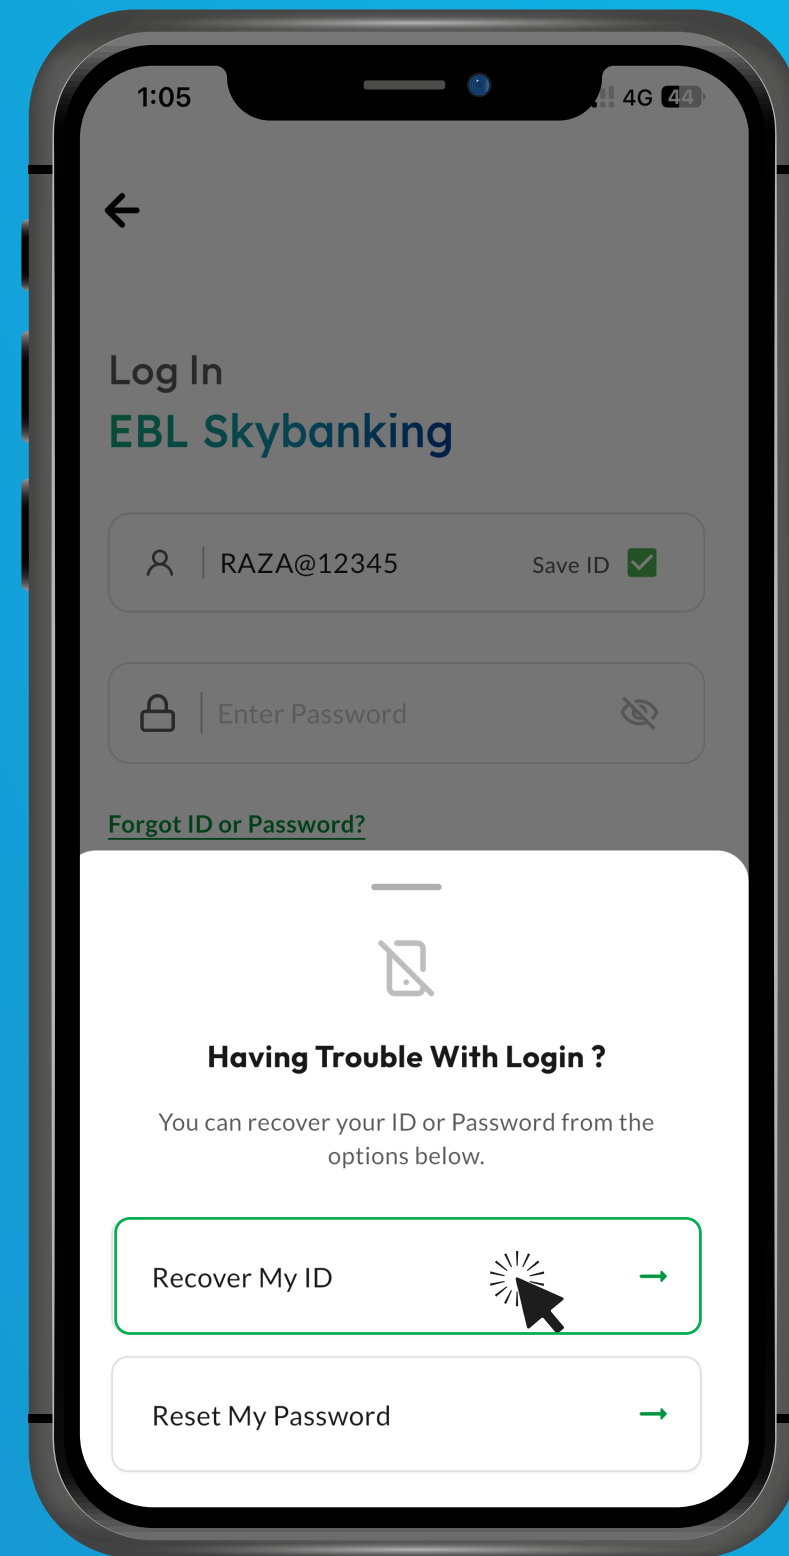 1:05
4G 44
Log In
EBL Skybanking
RAZA@12345 Save ID
Enter Password
Forgot ID or Password?
Having Trouble With Login ?
You can recover your ID or Password from the
options below.
Recover My ID
Reset My Password